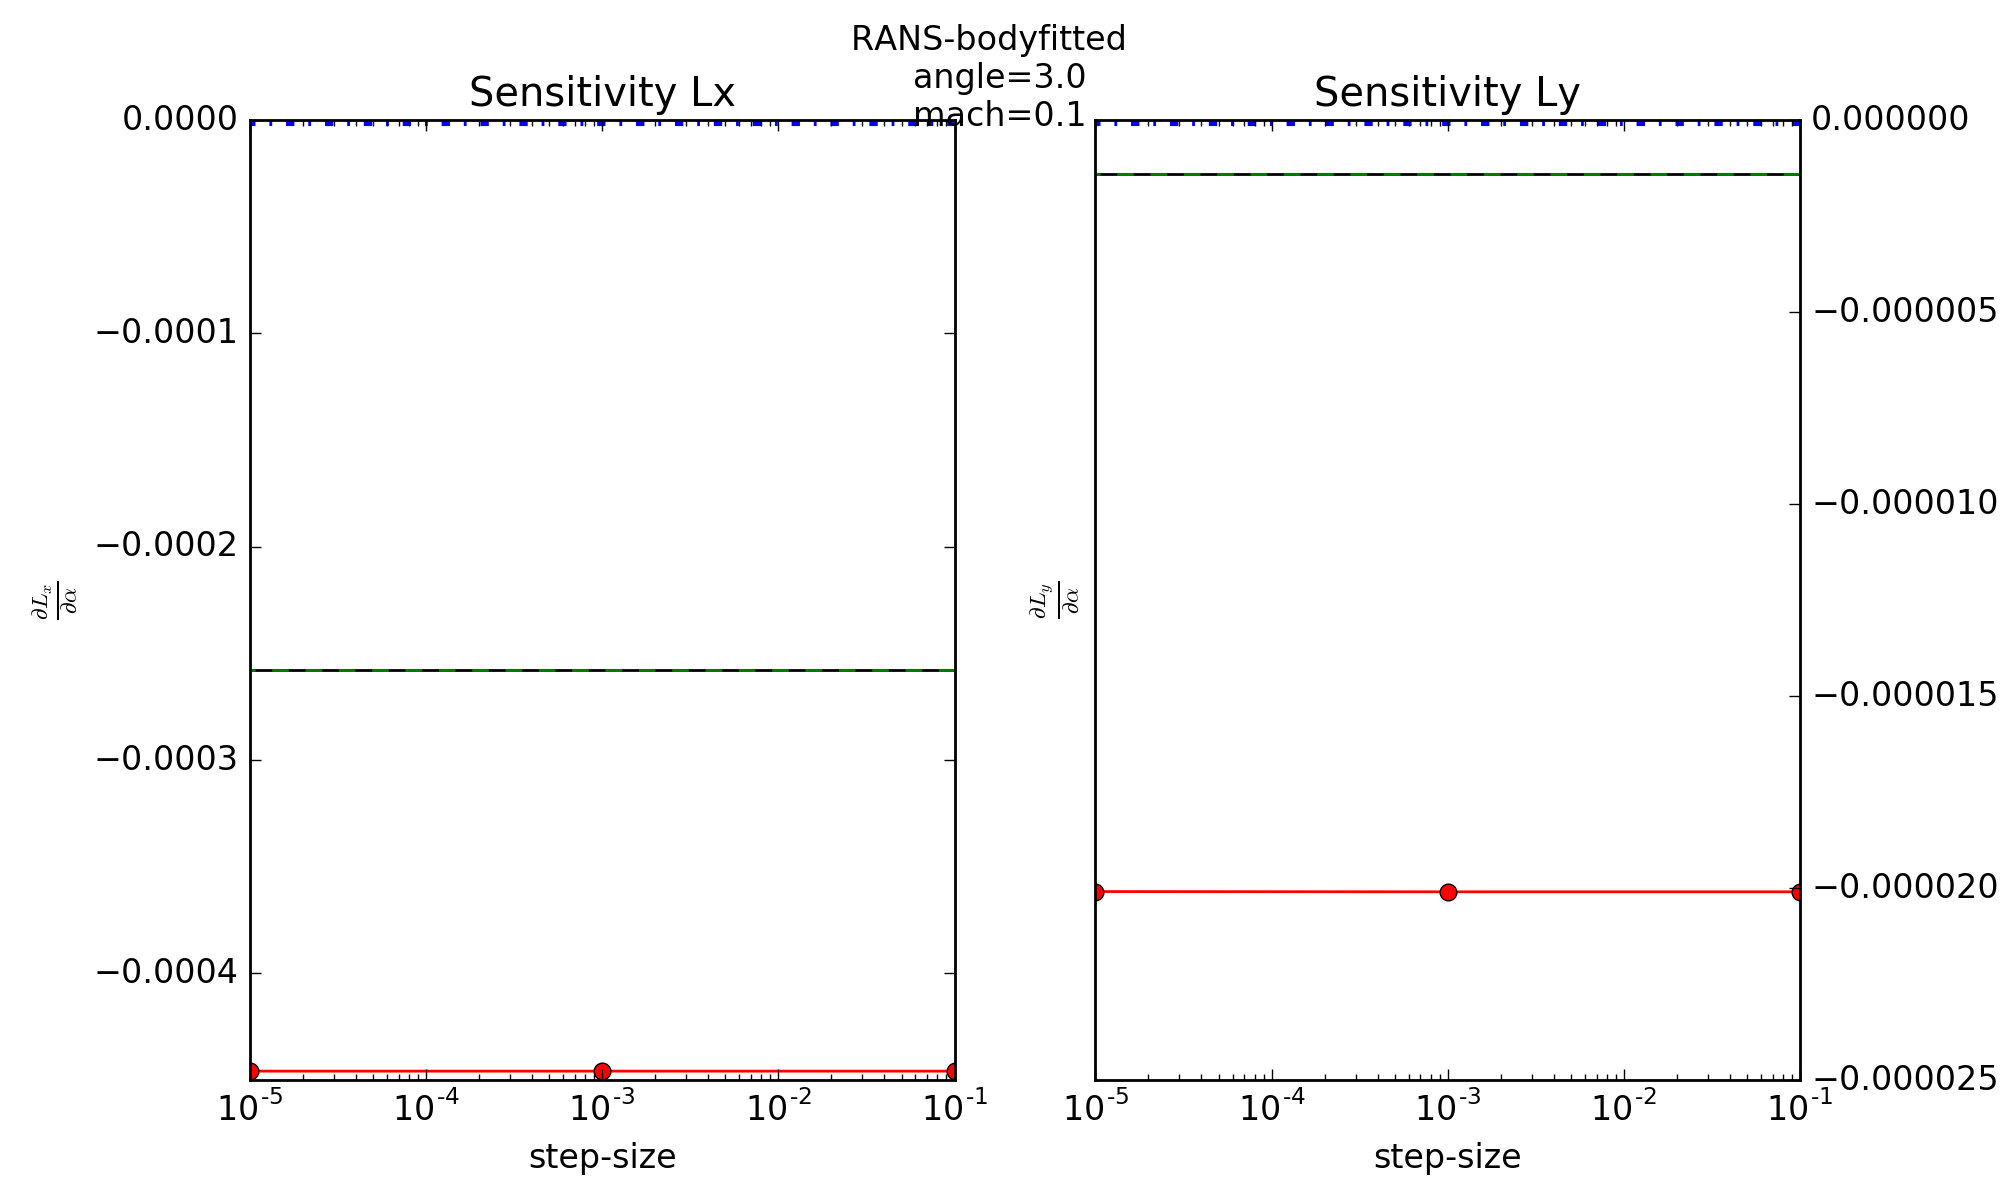 RANS-bodyfitted
angle=3.0
mach=0.1
Sensitivity Lx
0.0000
−0.0001
−0.0002
−0.0003
−0.0004
∂Lₓ/∂α
10⁻⁵ 10⁻⁴ 10⁻³ 10⁻² 10⁻¹
step-size
Sensitivity Ly
0.000000
−0.000005
−0.000010
−0.000015
−0.000020
−0.000025
∂L_y/∂α
10⁻⁵ 10⁻⁴ 10⁻³ 10⁻² 10⁻¹
step-size